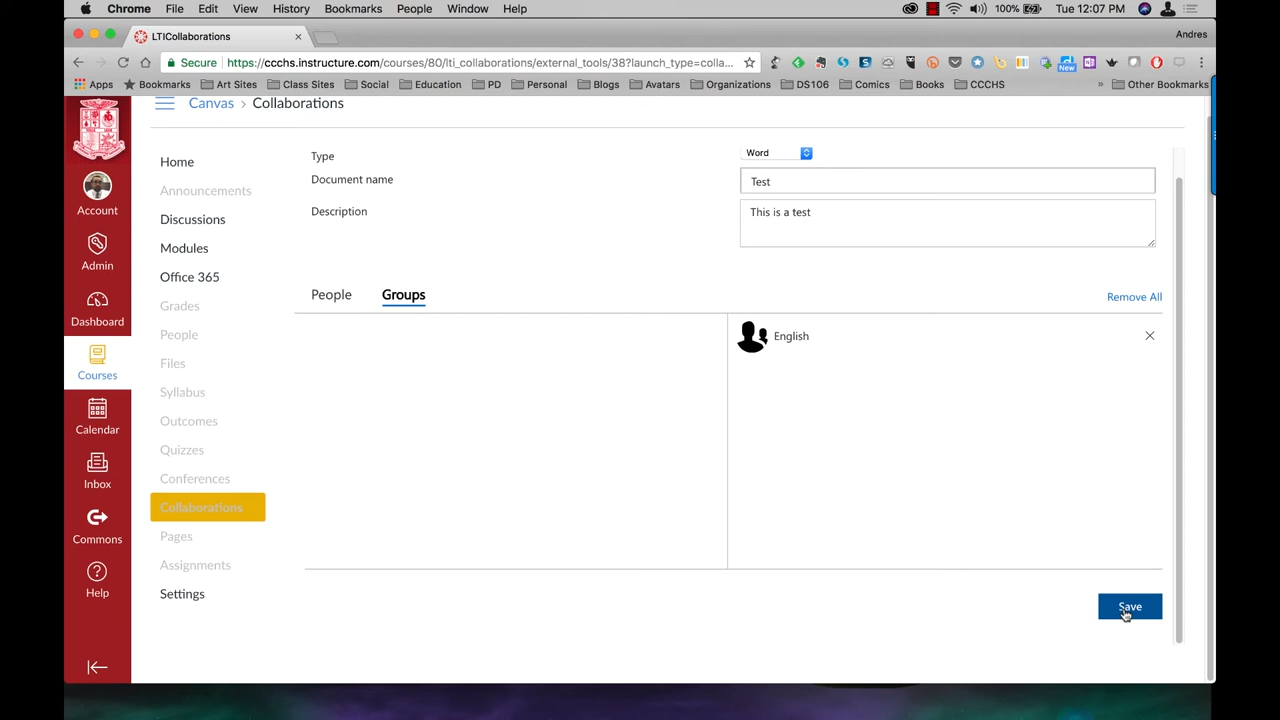 Chrome File Edit View History Bookmarks People Window Help 100% Tue 12:07 PM
LTICollaborations Andres
Secure https://ccchs.instructure.com/courses/80/lti_collaborations/external_tools/38?launch_type=colla... New
Apps Bookmarks Art Sites Class Sites Social Education PD Personal Blogs Avatars Organizations DS106 Comics Books CCCHS » Other Bookmarks
Canvas › Collaborations
Account
Admin
Dashboard
Courses
Calendar
Inbox
Commons
Help
Home
Announcements
Discussions
Modules
Office 365
Grades
People
Files
Syllabus
Outcomes
Quizzes
Conferences
Collaborations
Pages
Assignments
Settings
Type Word
Document name Test
Description This is a test
People Groups Remove All
English
Save